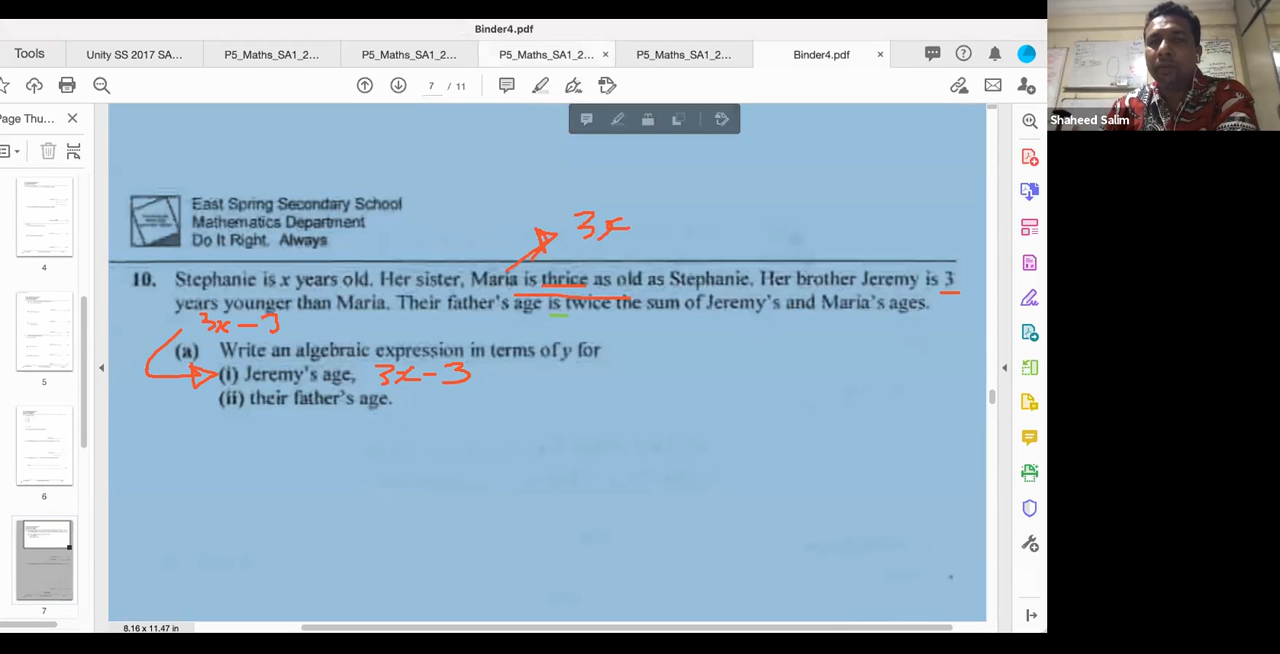 Binder4.pdf
Tools
Unity SS 2017 SA...
P5_Maths_SA1_2...
P5_Maths_SA1_2...
P5_Maths_SA1_2... ×
P5_Maths_SA1_2...
Binder4.pdf ×
7 / 11
Page Thu...
4
5
6
7
East Spring Secondary School
Mathematics Department
Do It Right. Always
3x
10. Stephanie is x years old. Her sister, Maria is thrice as old as Stephanie. Her brother Jeremy is 3
years younger than Maria. Their father's age is twice the sum of Jeremy's and Maria's ages.
3x - 3
(a) Write an algebraic expression in terms of y for
(i) Jeremy's age, 3x - 3
(ii) their father's age.
8.16 x 11.47 in
Shaheed Salim